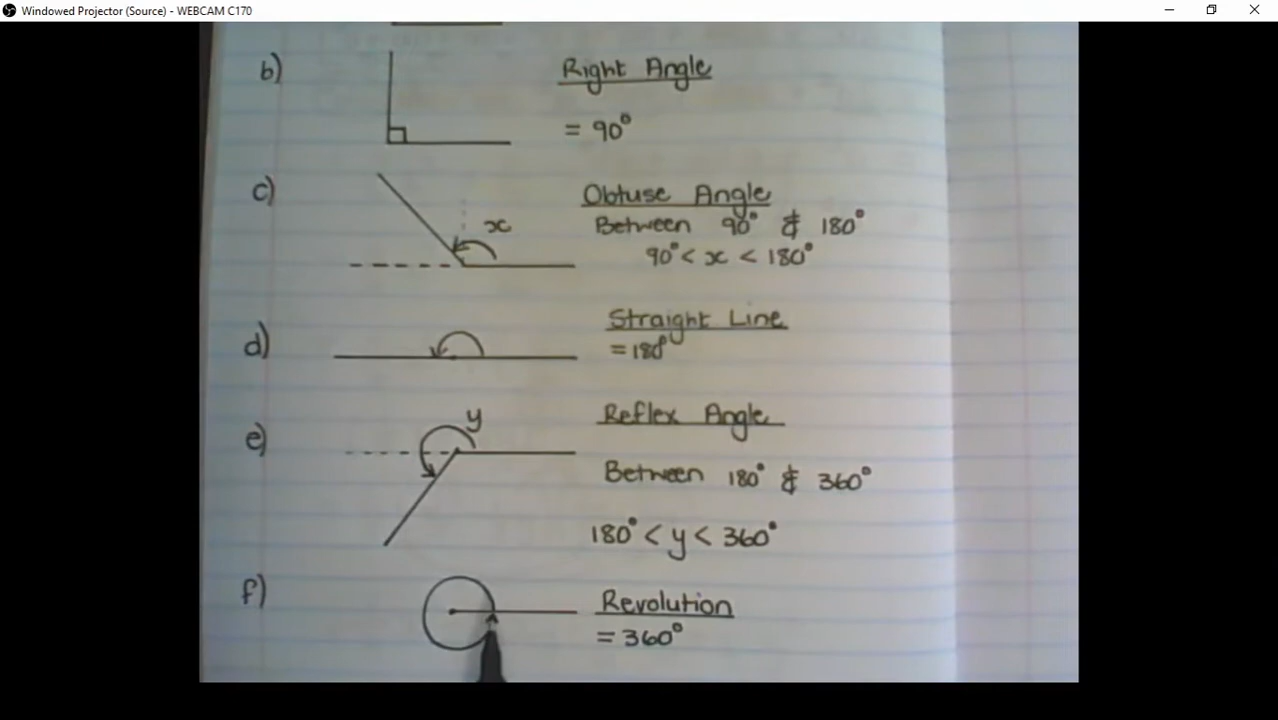 Windowed Projector (Source) - WEBCAM C170
b)
Right Angle
= 90°
c)
x
Obtuse Angle
Between 90° & 180°
90° < x < 180°
d)
Straight Line
= 180°
e)
y
Reflex Angle
Between 180° & 360°
180° < y < 360°
f)
Revolution
= 360°